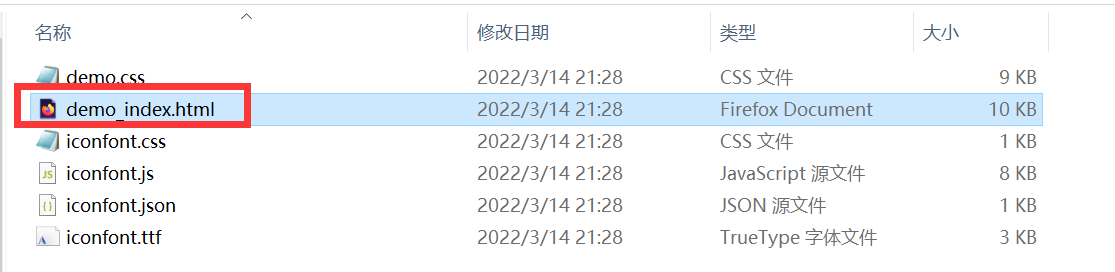 名称 修改日期 类型 大小
demo.css 2022/3/14 21:28 CSS 文件 9 KB
demo_index.html 2022/3/14 21:28 Firefox Document 10 KB
iconfont.css 2022/3/14 21:28 CSS 文件 1 KB
iconfont.js 2022/3/14 21:28 JavaScript 源文件 8 KB
iconfont.json 2022/3/14 21:28 JSON 源文件 2 KB
iconfont.ttf 2022/3/14 21:28 TrueType 字体文件 3 KB